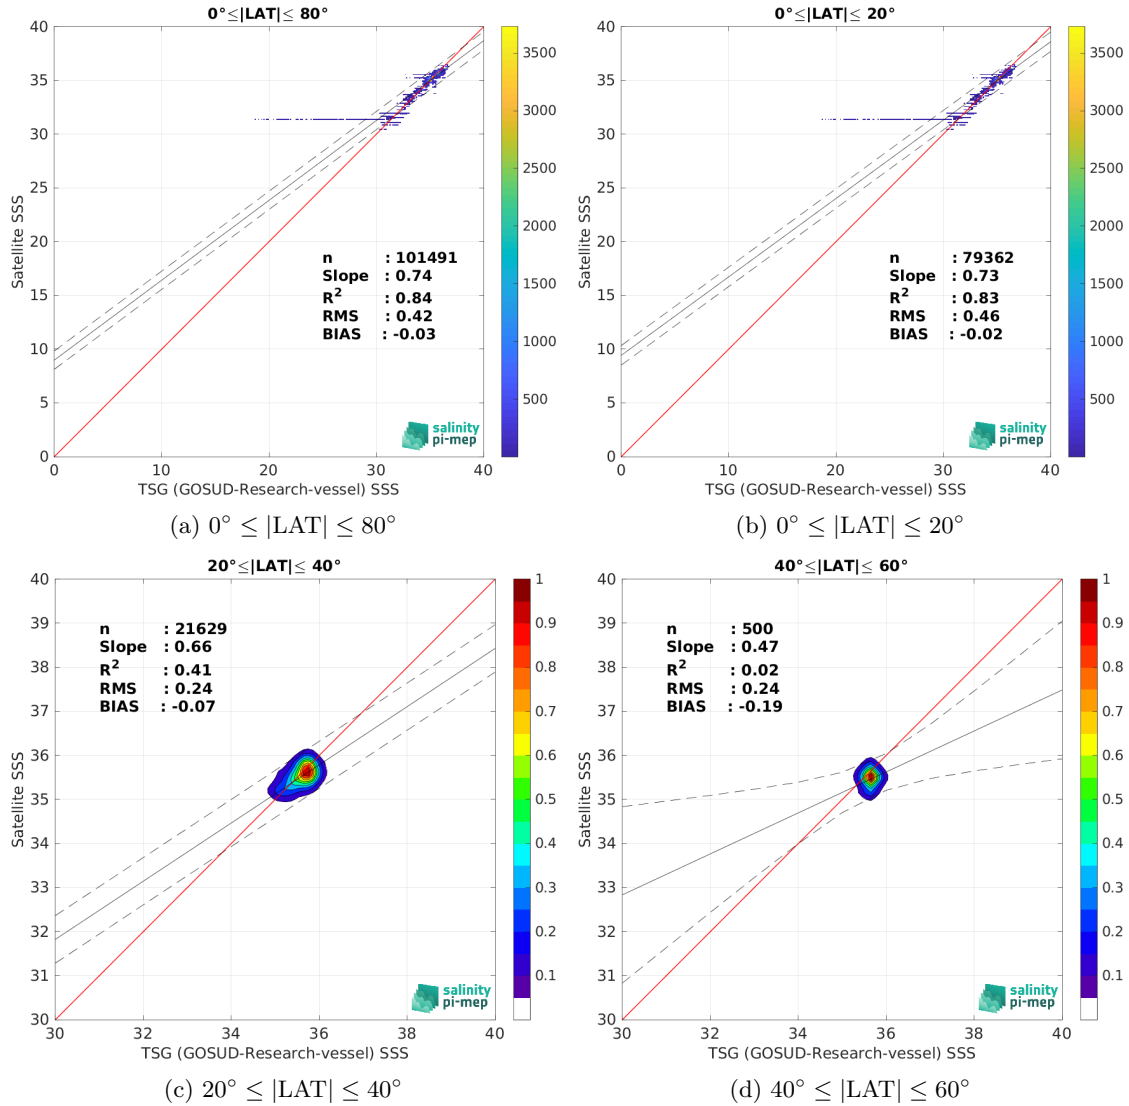 0°≤|LAT|≤ 80°
40
35
30
25
20
15
10
5
0
Satellite SSS
n : 101491
Slope : 0.74
R² : 0.84
RMS : 0.42
BIAS : -0.03
salinity
pi-mep
0 10 20 30 40
TSG (GOSUD-Research-vessel) SSS
3500
3000
2500
2000
1500
1000
500
(a) 0° ≤ |LAT| ≤ 80°
0°≤|LAT|≤ 20°
40
35
30
25
20
15
10
5
0
Satellite SSS
n : 79362
Slope : 0.73
R² : 0.83
RMS : 0.46
BIAS : -0.02
salinity
pi-mep
0 10 20 30 40
TSG (GOSUD-Research-vessel) SSS
3500
3000
2500
2000
1500
1000
500
(b) 0° ≤ |LAT| ≤ 20°
20°≤|LAT|≤ 40°
40
39
38
37
36
35
34
33
32
31
30
Satellite SSS
n : 21629
Slope : 0.66
R² : 0.41
RMS : 0.24
BIAS : -0.07
salinity
pi-mep
30 32 34 36 38 40
TSG (GOSUD-Research-vessel) SSS
1
0.9
0.8
0.7
0.6
0.5
0.4
0.3
0.2
0.1
(c) 20° ≤ |LAT| ≤ 40°
40°≤|LAT|≤ 60°
40
39
38
37
36
35
34
33
32
31
30
Satellite SSS
n : 500
Slope : 0.47
R² : 0.02
RMS : 0.24
BIAS : -0.19
salinity
pi-mep
30 32 34 36 38 40
TSG (GOSUD-Research-vessel) SSS
1
0.9
0.8
0.7
0.6
0.5
0.4
0.3
0.2
0.1
(d) 40° ≤ |LAT| ≤ 60°